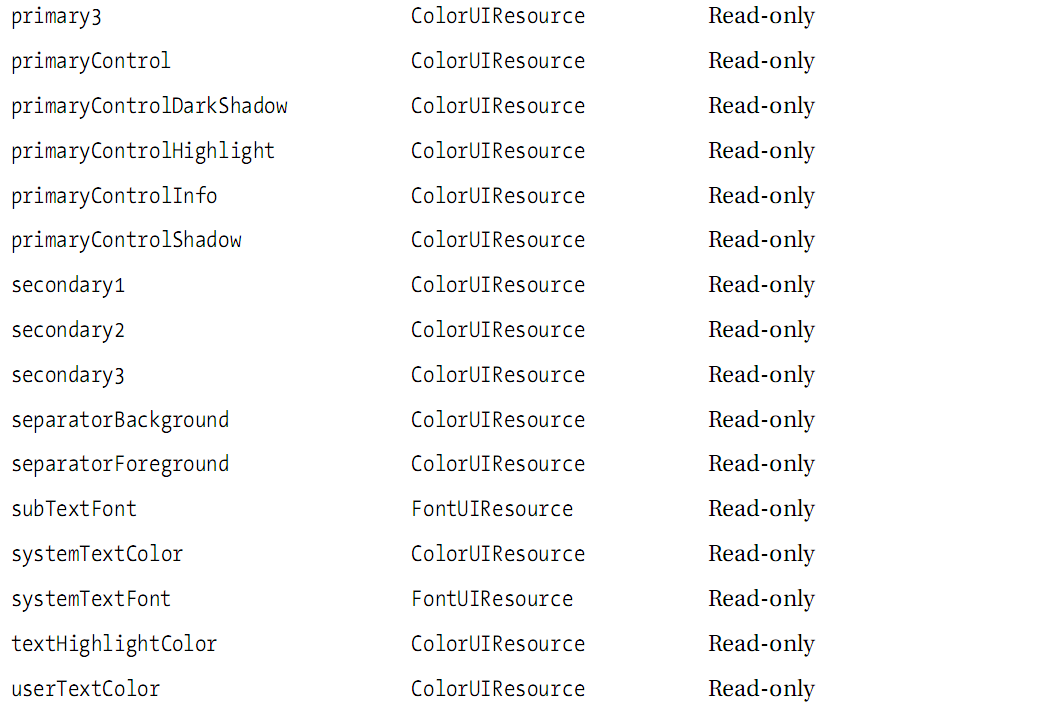 primary3 ColorUIResource Read-only
primaryControl ColorUIResource Read-only
primaryControlDarkShadow ColorUIResource Read-only
primaryControlHighlight ColorUIResource Read-only
primaryControlInfo ColorUIResource Read-only
primaryControlShadow ColorUIResource Read-only
secondary1 ColorUIResource Read-only
secondary2 ColorUIResource Read-only
secondary3 ColorUIResource Read-only
separatorBackground ColorUIResource Read-only
separatorForeground ColorUIResource Read-only
subTextFont FontUIResource Read-only
systemTextColor ColorUIResource Read-only
systemTextFont FontUIResource Read-only
textHighlightColor ColorUIResource Read-only
userTextColor ColorUIResource Read-only